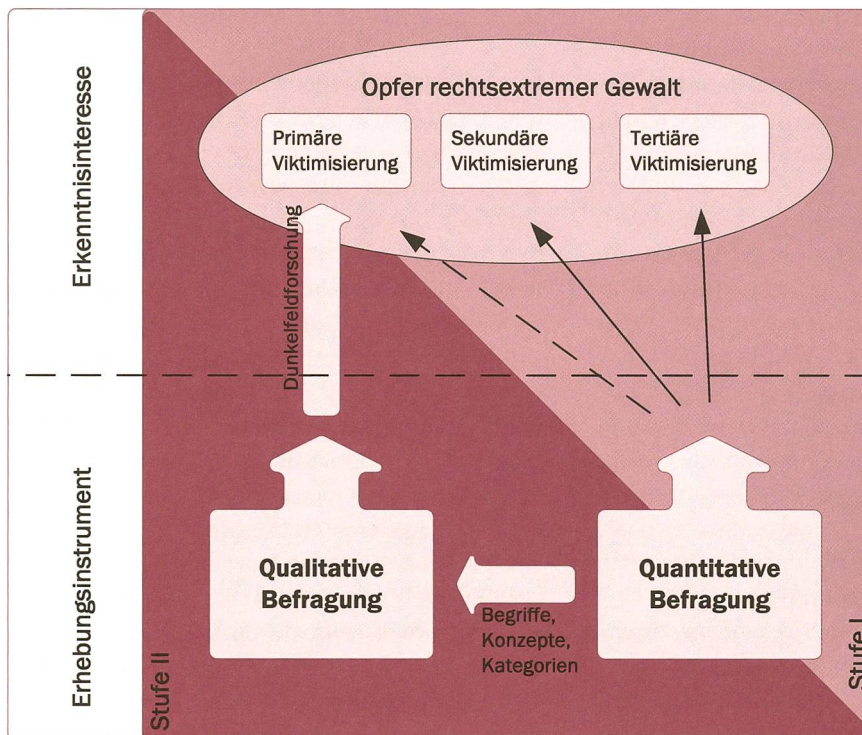 Erkenntnisinteresse
Opfer rechtsextremer Gewalt
Primäre
Viktimisierung
Sekundäre
Viktimisierung
Tertiäre
Viktimisierung
Dunkelfeldforschung
Erhebungsinstrument
Qualitative
Befragung
Quantitative
Befragung
Begriffe,
Konzepte,
Kategorien
Stufe II
Stufe I